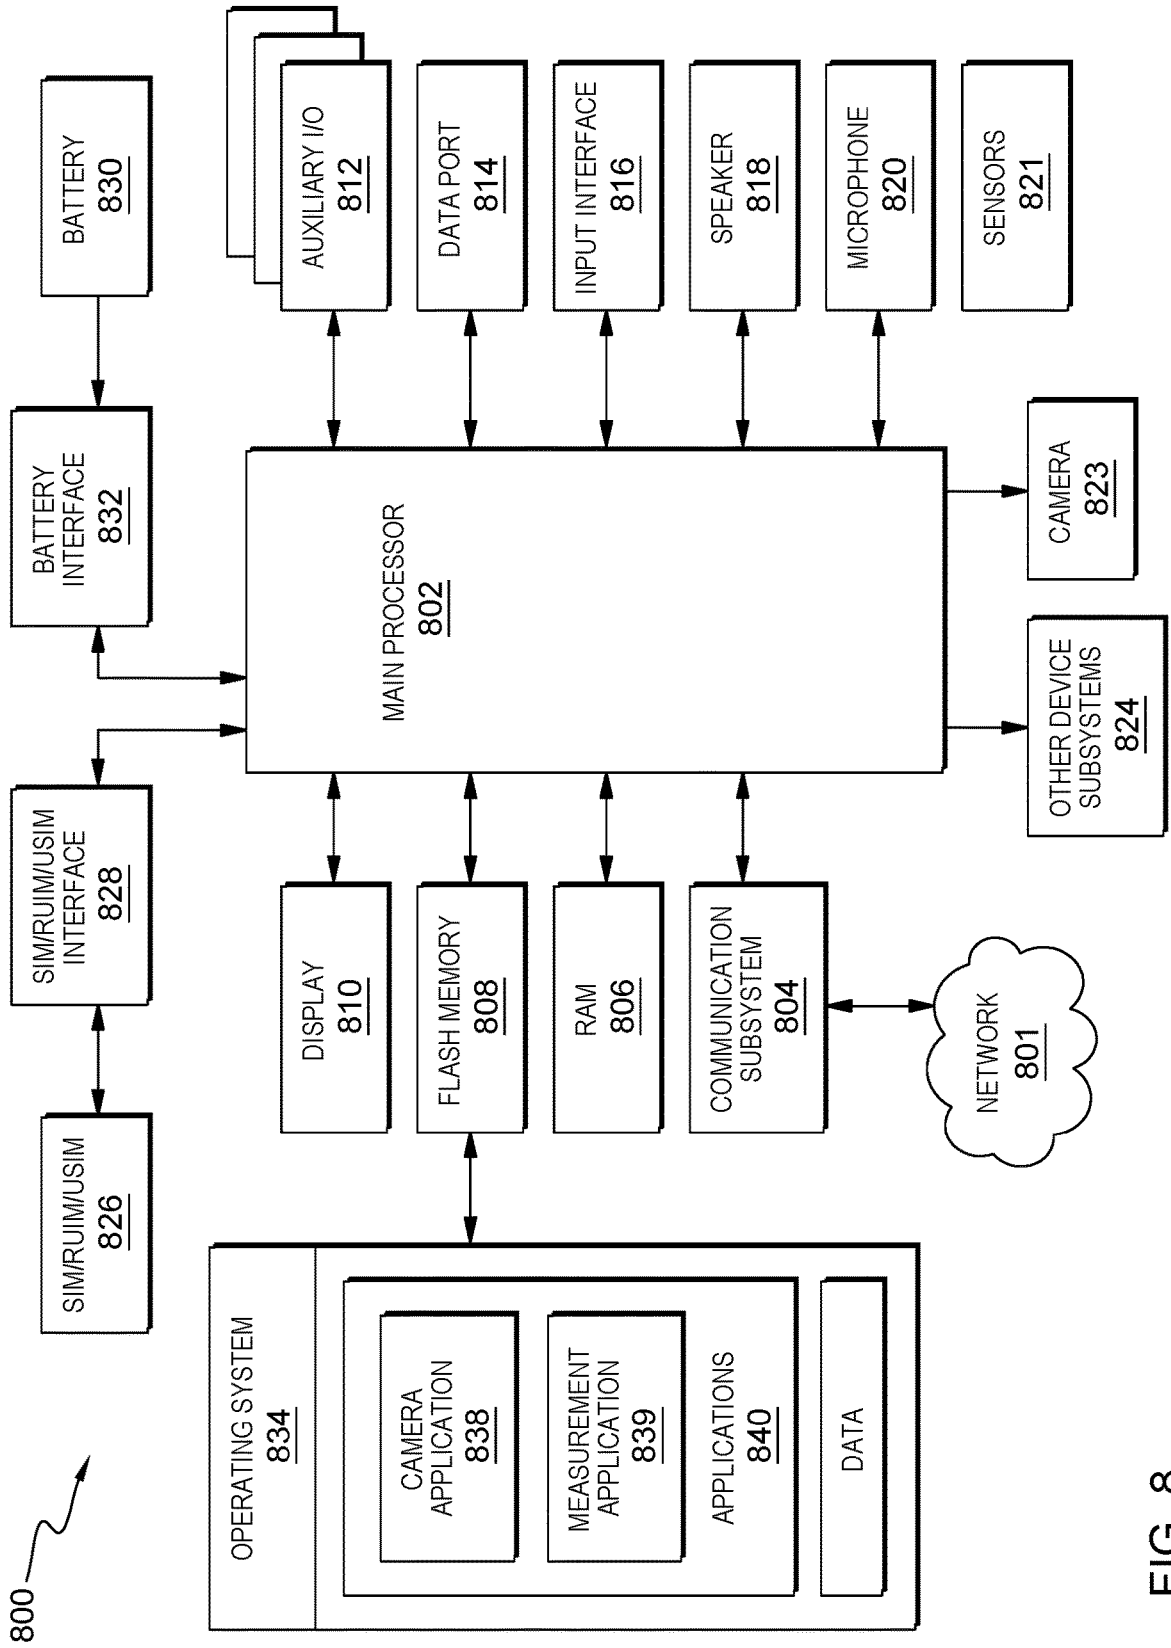 800
SIM/RUIM/USIM
826
SIM/RUIM/USIM
INTERFACE
828
BATTERY
INTERFACE
832
BATTERY
830
OPERATING SYSTEM
834
CAMERA
APPLICATION
838
MEASUREMENT
APPLICATION
839
APPLICATIONS
840
DATA
DISPLAY
810
FLASH MEMORY
808
RAM
806
COMMUNICATION
SUBSYSTEM
804
NETWORK
801
MAIN PROCESSOR
802
AUXILIARY I/O
812
DATA PORT
814
INPUT INTERFACE
816
SPEAKER
818
MICROPHONE
820
SENSORS
821
OTHER DEVICE
SUBSYSTEMS
824
CAMERA
823
FIG. 8